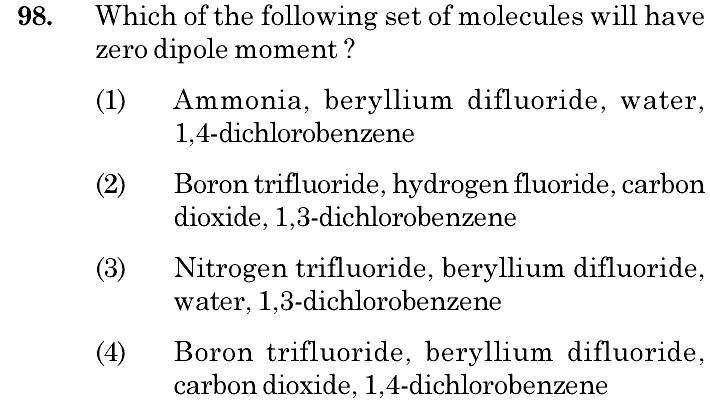 98. Which of the following set of molecules will have
zero dipole moment ?
(1) Ammonia, beryllium difluoride, water,
1,4-dichlorobenzene
(2) Boron trifluoride, hydrogen fluoride, carbon
dioxide, 1,3-dichlorobenzene
(3) Nitrogen trifluoride, beryllium difluoride,
water, 1,3-dichlorobenzene
(4) Boron trifluoride, beryllium difluoride,
carbon dioxide, 1,4-dichlorobenzene